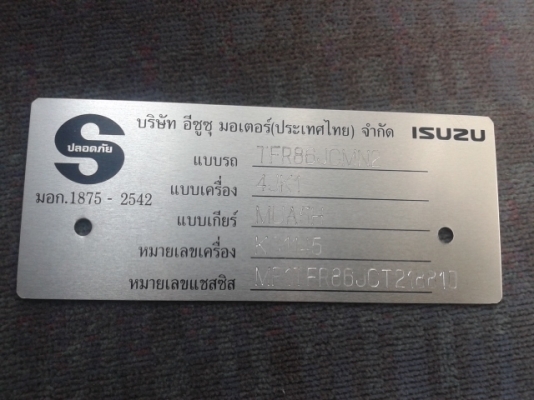 บริษัท อีซูซุ มอเตอร์(ประเทศไทย) จำกัด ISUZU
S
ปลอดภัย
แบบรถ TFR86JCMN2
มอก.1875 - 2542
แบบเครื่อง 4JK1
แบบเกียร์
หมายเลขเครื่อง
หมายเลขแชสซิส